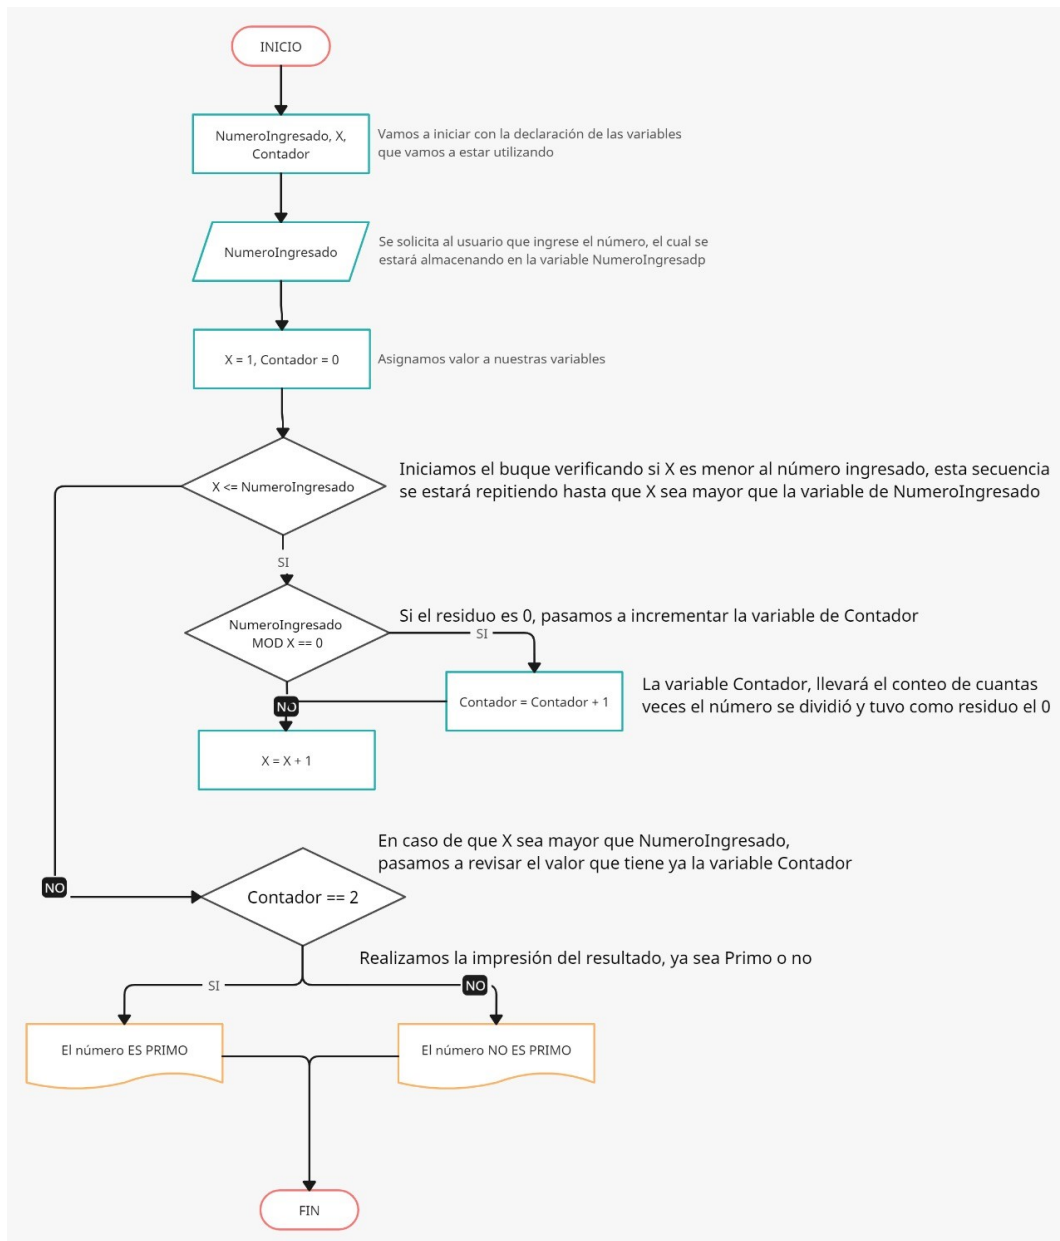 INICIO
NumeroIngresado, X,
Contador
Vamos a iniciar con la declaración de las variables
que vamos a estar utilizando
NumeroIngresado
Se solicita al usuario que ingrese el número, el cual se
estará almacenando en la variable NumeroIngresadp
X = 1, Contador = 0
Asignamos valor a nuestras variables
X <= NumeroIngresado
Iniciamos el buque verificando si X es menor al número ingresado, esta secuencia
se estará repitiendo hasta que X sea mayor que la variable de NumeroIngresado
SI
NumeroIngresado
MOD X == 0
Si el residuo es 0, pasamos a incrementar la variable de Contador
SI
Contador = Contador + 1
La variable Contador, llevará el conteo de cuantas
veces el número se dividió y tuvo como residuo el 0
NO
X = X + 1
En caso de que X sea mayor que NumeroIngresado,
pasamos a revisar el valor que tiene ya la variable Contador
NO
Contador == 2
Realizamos la impresión del resultado, ya sea Primo o no
SI
NO
El número ES PRIMO
El número NO ES PRIMO
FIN